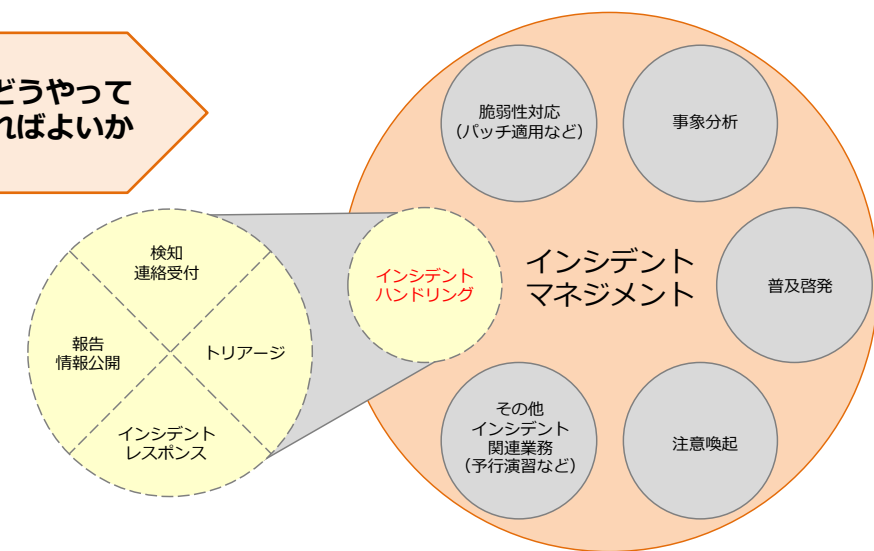 どうやって
ればよいか
脆弱性対応
(パッチ適用など)
事象分析
インシデント
ハンドリング
インシデント
マネジメント
普及啓発
その他
インシデント
関連業務
(予行演習など)
注意喚起
検知
連絡受付
報告
情報公開
トリアージ
インシデント
レスポンス